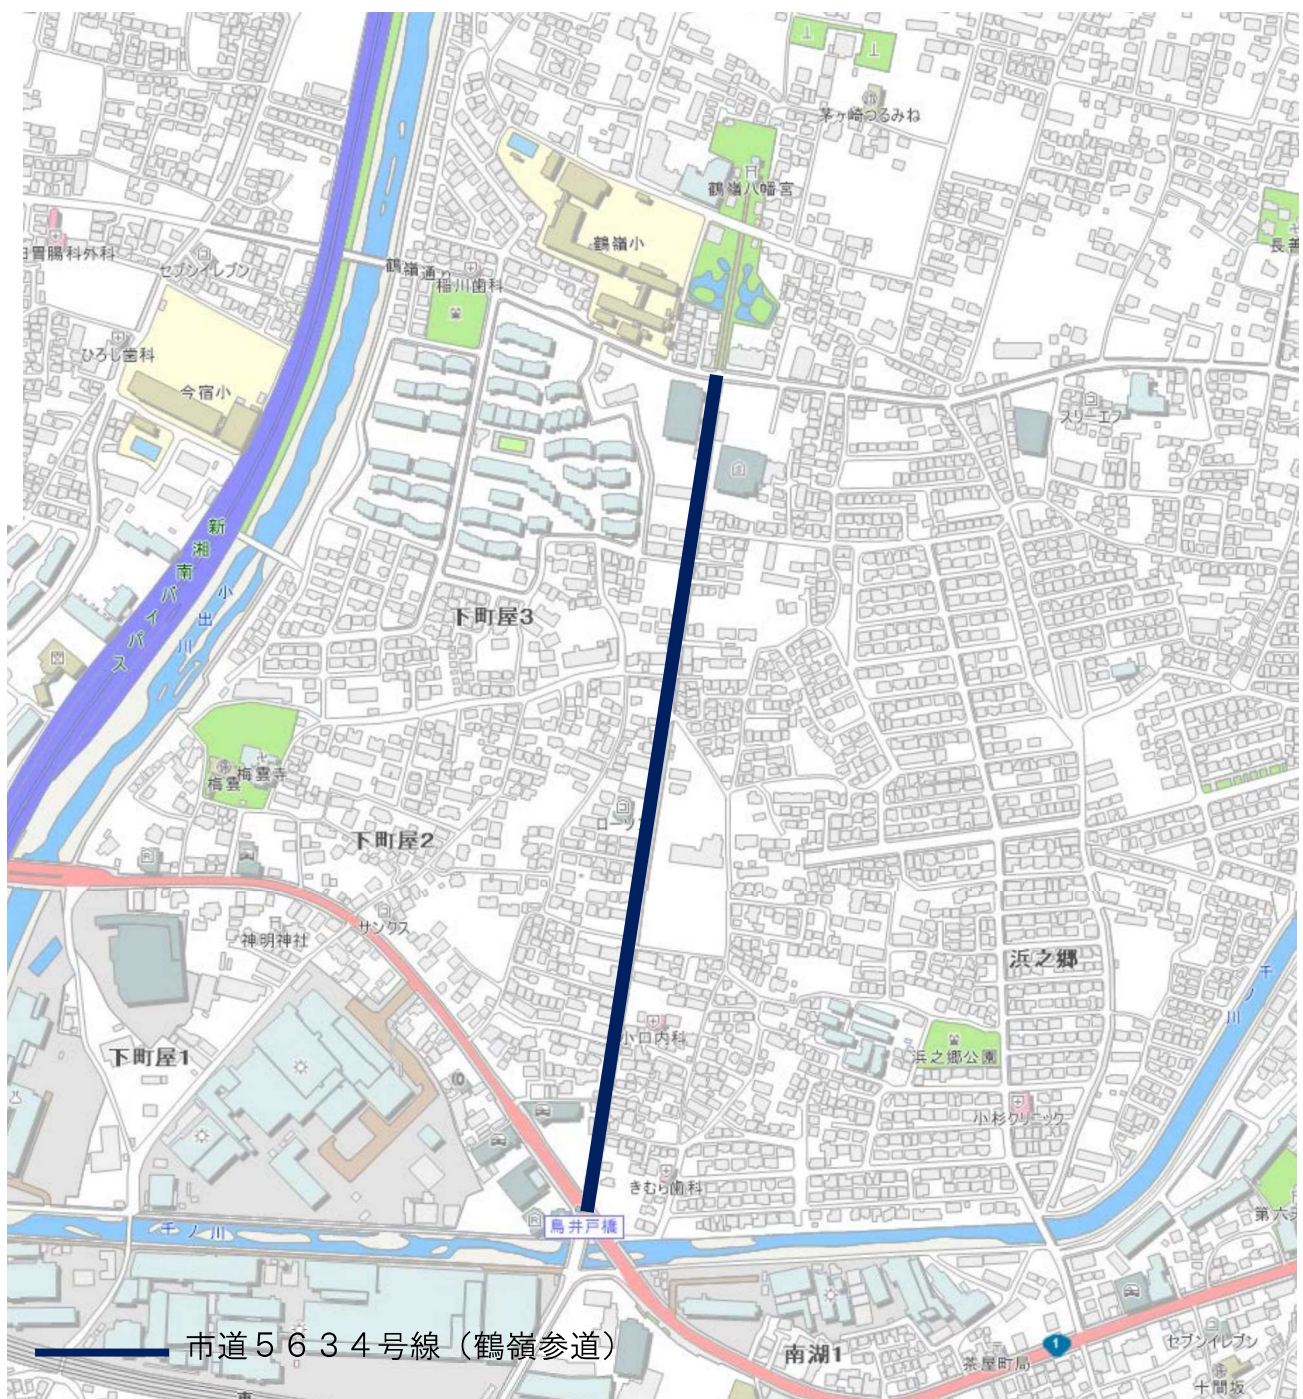 茅ヶ崎つるみね
鶴嶺八幡宮
鶴嶺小
胃腸科外科
セブンイレブン
鶴嶺通り
稲川歯科
長善
ひろし歯科
今宿小
スリーエフ
新湘南バイパス
小出川
下町屋3
梅雲寺
梅雲
ローソン
下町屋2
サンクス
神明神社
浜之郷
千ノ川
小口内科
浜之郷公園
下町屋1
小杉クリニック
きむら歯科
第六天
鳥井戸橋
千ノ川
1
セブンイレブン
市道5634号線（鶴嶺参道）
南湖1
茶屋町局
十間坂